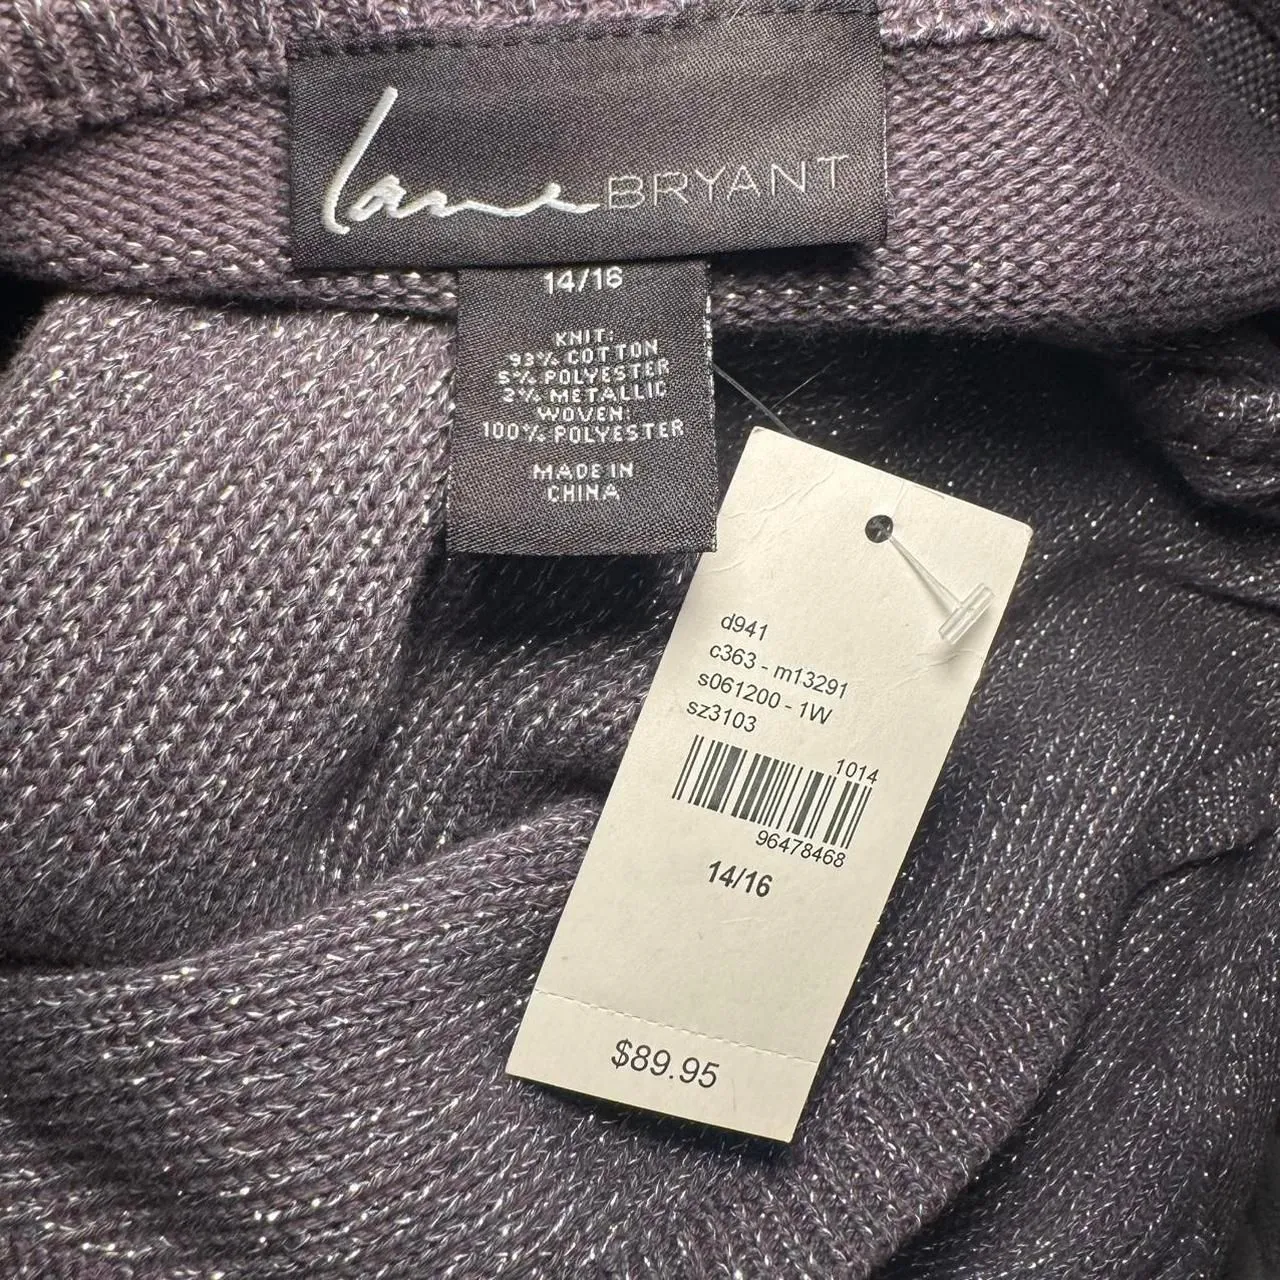 lane BRYANT
14/16
KNIT:
93% COTTON
5% POLYESTER
2% METALLIC
WOVEN:
100% POLYESTER
MADE IN
CHINA
d941
c363 - m13291
s061200 - 1W
sz3103
1014
96478468
14/16
$89.95